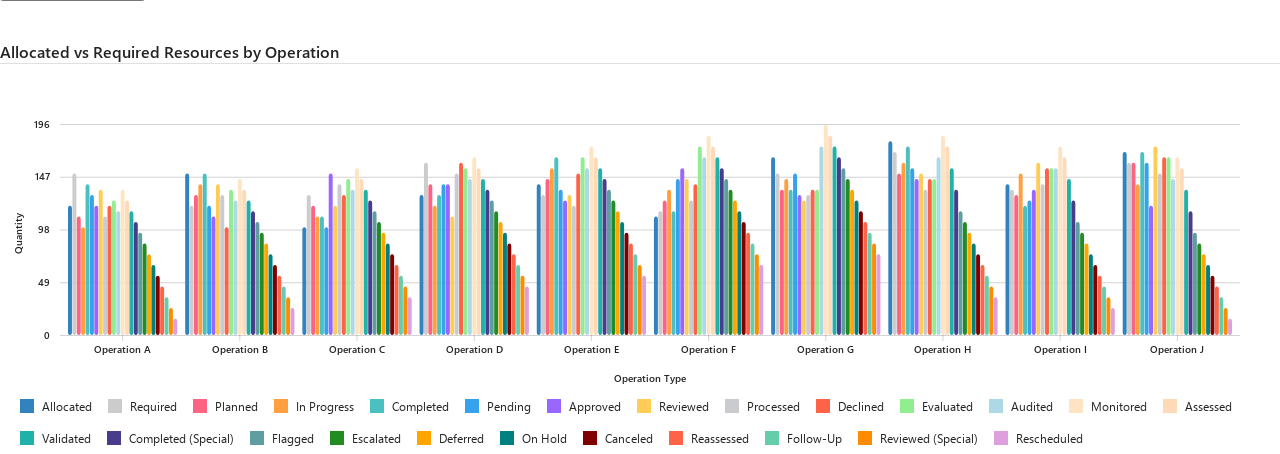 Allocated vs Required Resources by Operation
196
147
98
49
0
Quantity
Operation A Operation B Operation C Operation D Operation E Operation F Operation G Operation H Operation I Operation J
Operation Type
Allocated Required Planned In Progress Completed Pending Approved Reviewed Processed Declined Evaluated Audited Monitored Assessed
Validated Completed (Special) Flagged Escalated Deferred On Hold Canceled Reassessed Follow-Up Reviewed (Special) Rescheduled